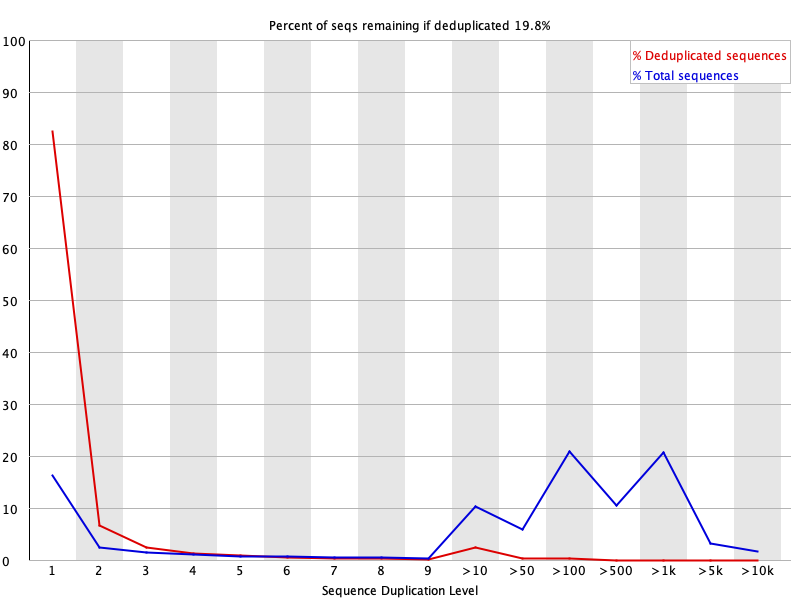 Percent of seqs remaining if deduplicated 19.8%
% Deduplicated sequences
% Total sequences
100
90
80
70
60
50
40
30
20
10
0
1 2 3 4 5 6 7 8 9 >10 >50 >100 >500 >1k >5k >10k
Sequence Duplication Level